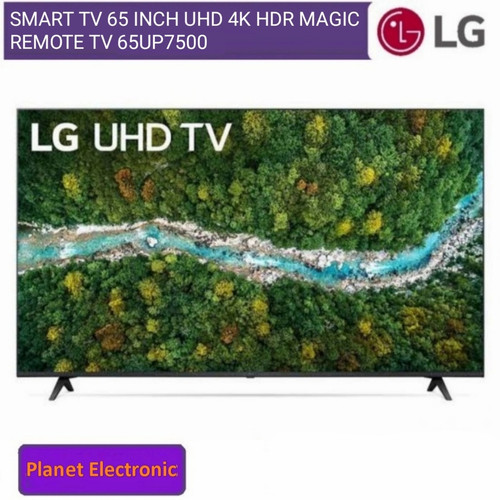 SMART TV 65 INCH UHD 4K HDR MAGIC
REMOTE TV 65UP7500
LG
LG UHD TV
Planet Electronic